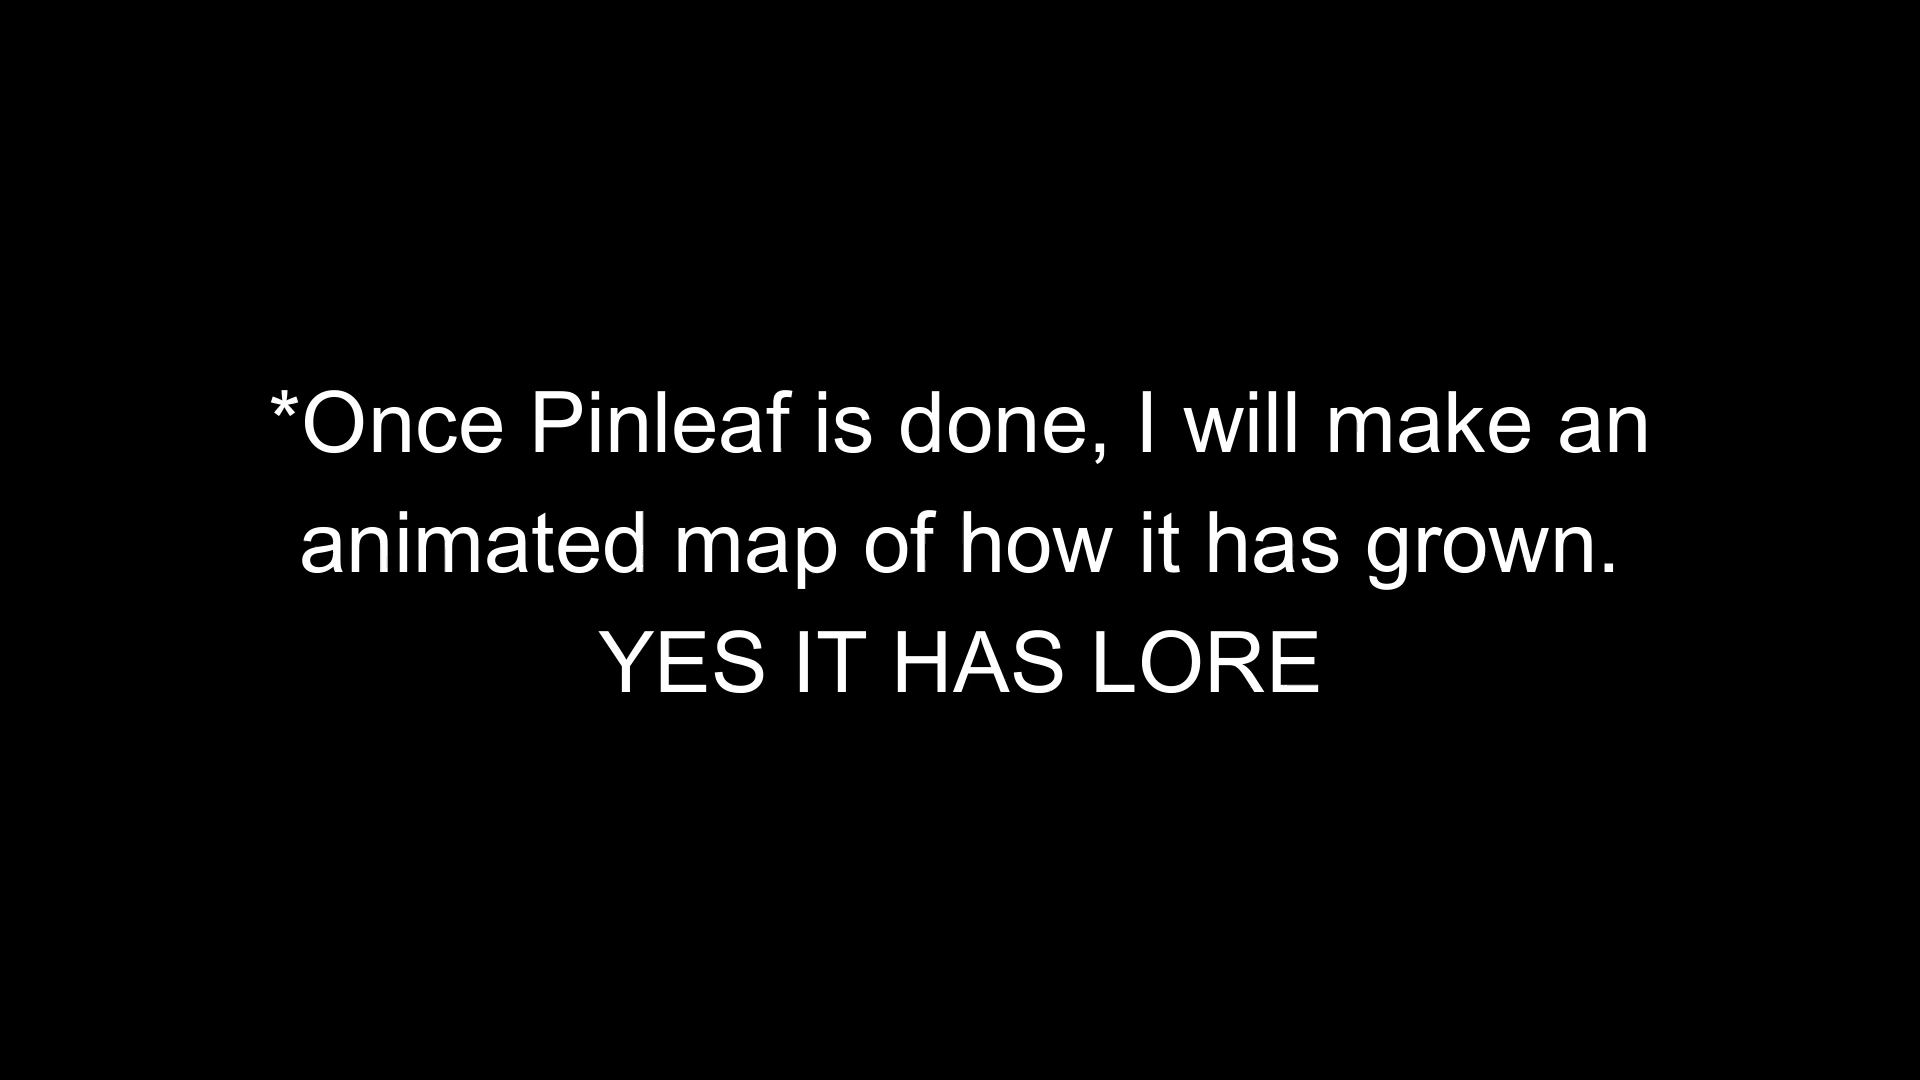 *Once Pinleaf is done, I will make an
animated map of how it has grown.
YES IT HAS LORE